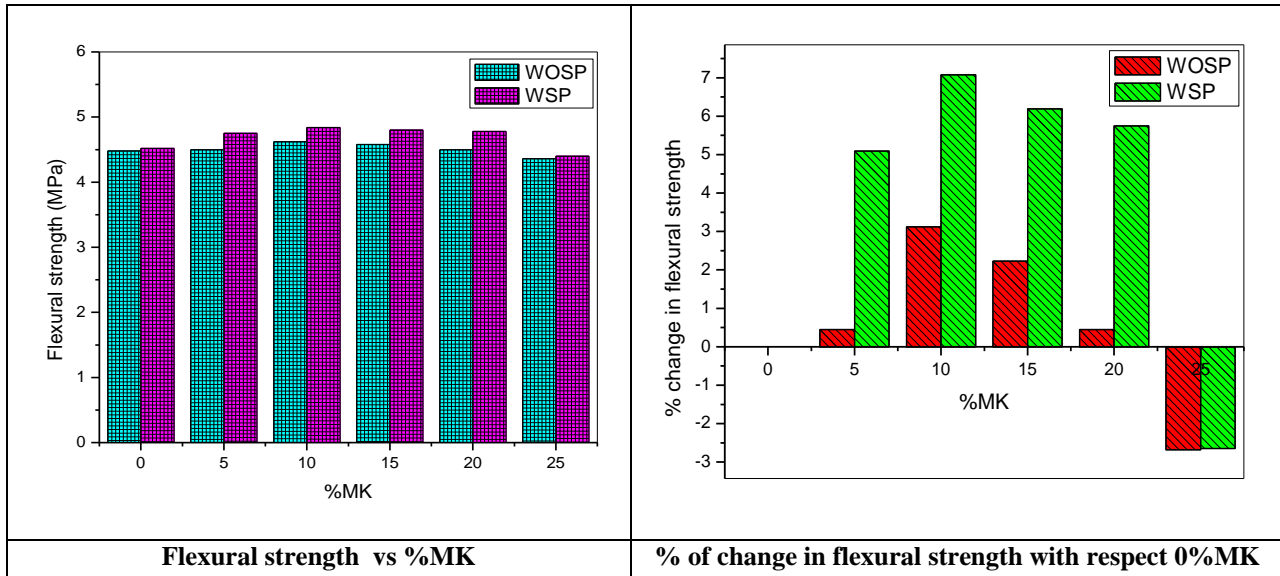 6
5
4
3
2
1
0
Flexural strength (MPa)
WOSP
WSP
0 5 10 15 20 25
%MK
7
6
5
4
3
2
1
0
-1
-2
-3
% change in flexural strength
WOSP
WSP
0 5 10 15 20 25
%MK
Flexural strength vs %MK
% of change in flexural strength with respect 0%MK